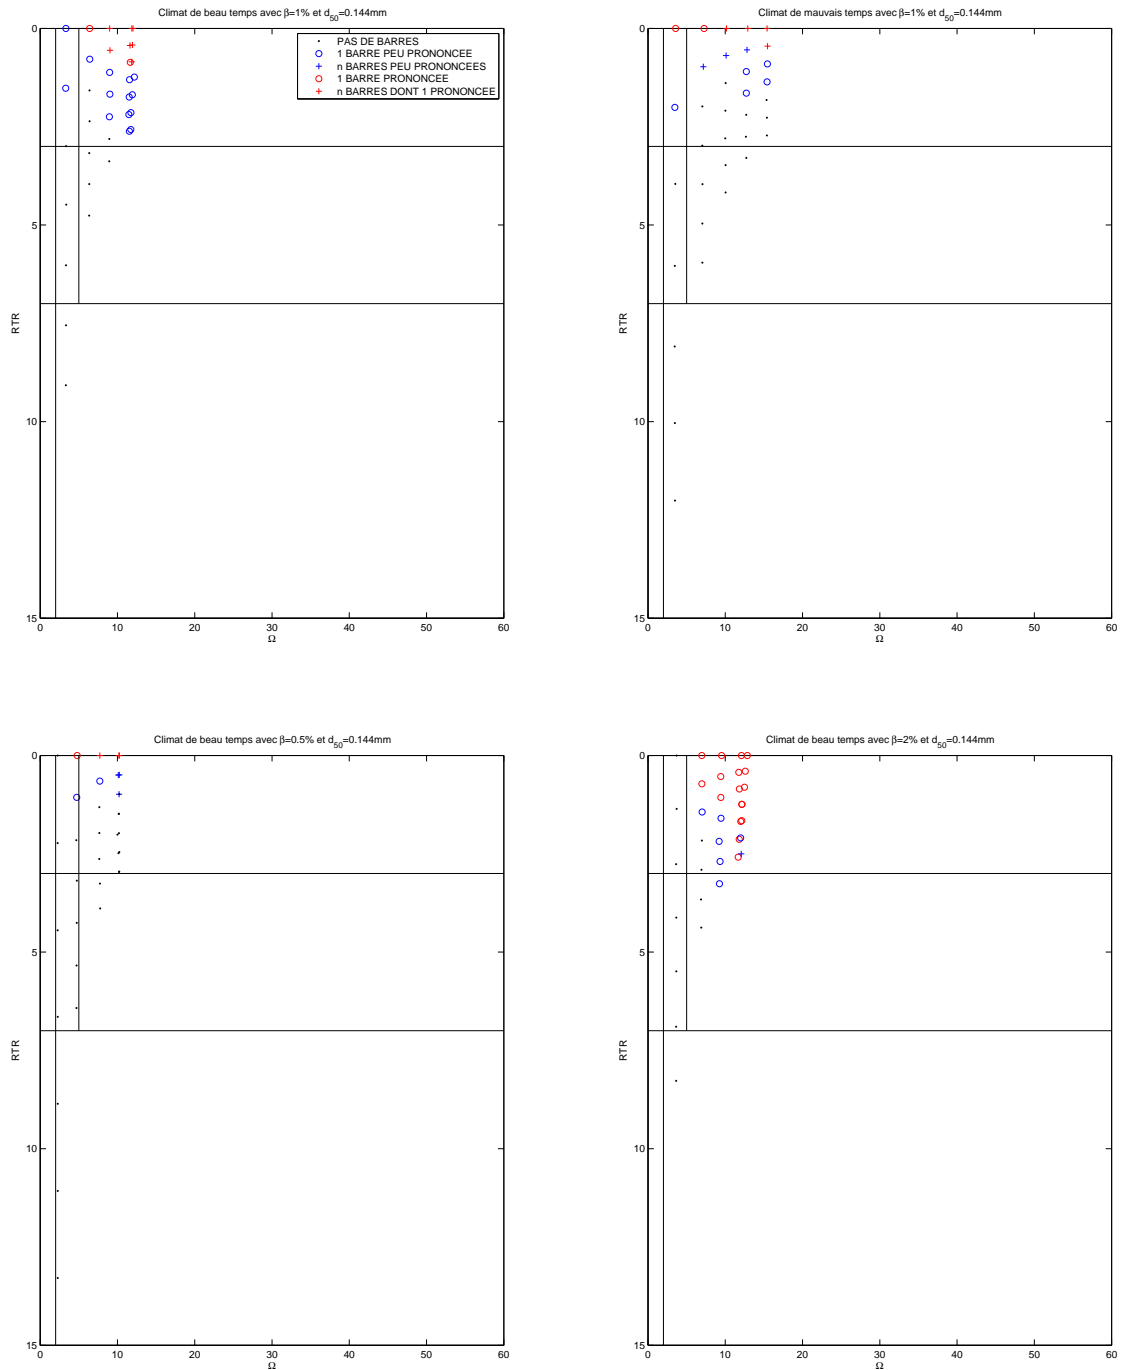 Climat de beau temps avec β=1% et d50=0.144mm
PAS DE BARRES
1 BARRE PEU PRONONCEE
n BARRES PEU PRONONCEES
1 BARRE PRONONCEE
n BARRES DONT 1 PRONONCEE
0
5
10
15
RTR
0 10 20 30 40 50 60
Ω
Climat de mauvais temps avec β=1% et d50=0.144mm
0
5
10
15
RTR
0 10 20 30 40 50 60
Ω
Climat de beau temps avec β=0.5% et d50=0.144mm
0
5
10
15
RTR
0 10 20 30 40 50 60
Ω
Climat de beau temps avec β=2% et d50=0.144mm
0
5
10
15
RTR
0 10 20 30 40 50 60
Ω